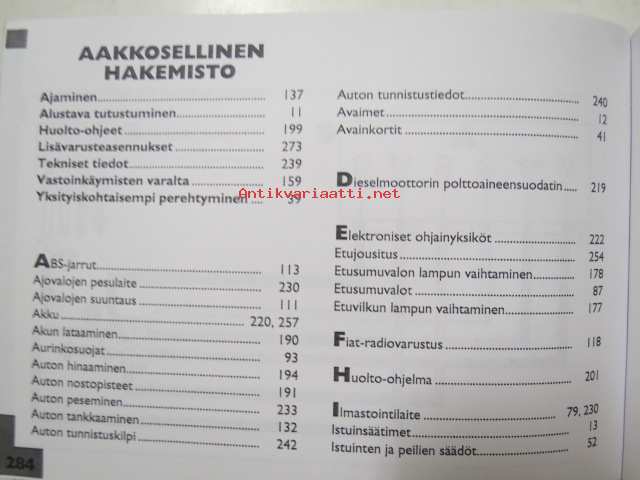 AAKKOSELLINEN
HAKEMISTO
Ajaminen 137
Alustava tutustuminen 11
Huolto-ohjeet 199
Lisävarusteasennukset 273
Tekniset tiedot 239
Vastoinkäymisten varalta 159
Yksityiskohtaisempi perehtyminen 59
ABS-jarrut 113
Ajovalojen pesulaite 230
Ajovalojen suuntaus 111
Akku 220, 257
Akun lataaminen 190
Aurinkosuojat 93
Auton hinaaminen 194
Auton nostopisteet 191
Auton peseminen 233
Auton tankkaaminen 132
Auton tunnistuskilpi 242
284
Auton tunnistustiedot 240
Avaimet 12
Avainkortit 41
Dieselmoottorin polttoaineensuodatin 219
Elektroniset ohjainyksiköt 222
Etujousitus 254
Etusumuvalon lampun vaihtaminen 178
Etusumuvalot 87
Etuvilkun lampun vaihtaminen 177
Fiat-radiovarustus 118
Huolto-ohjelma 201
Ilmastointilaite 79, 230
Istuinsäätimet 13
Istuinten ja peilien säädöt 52
Antikvariaatti.net